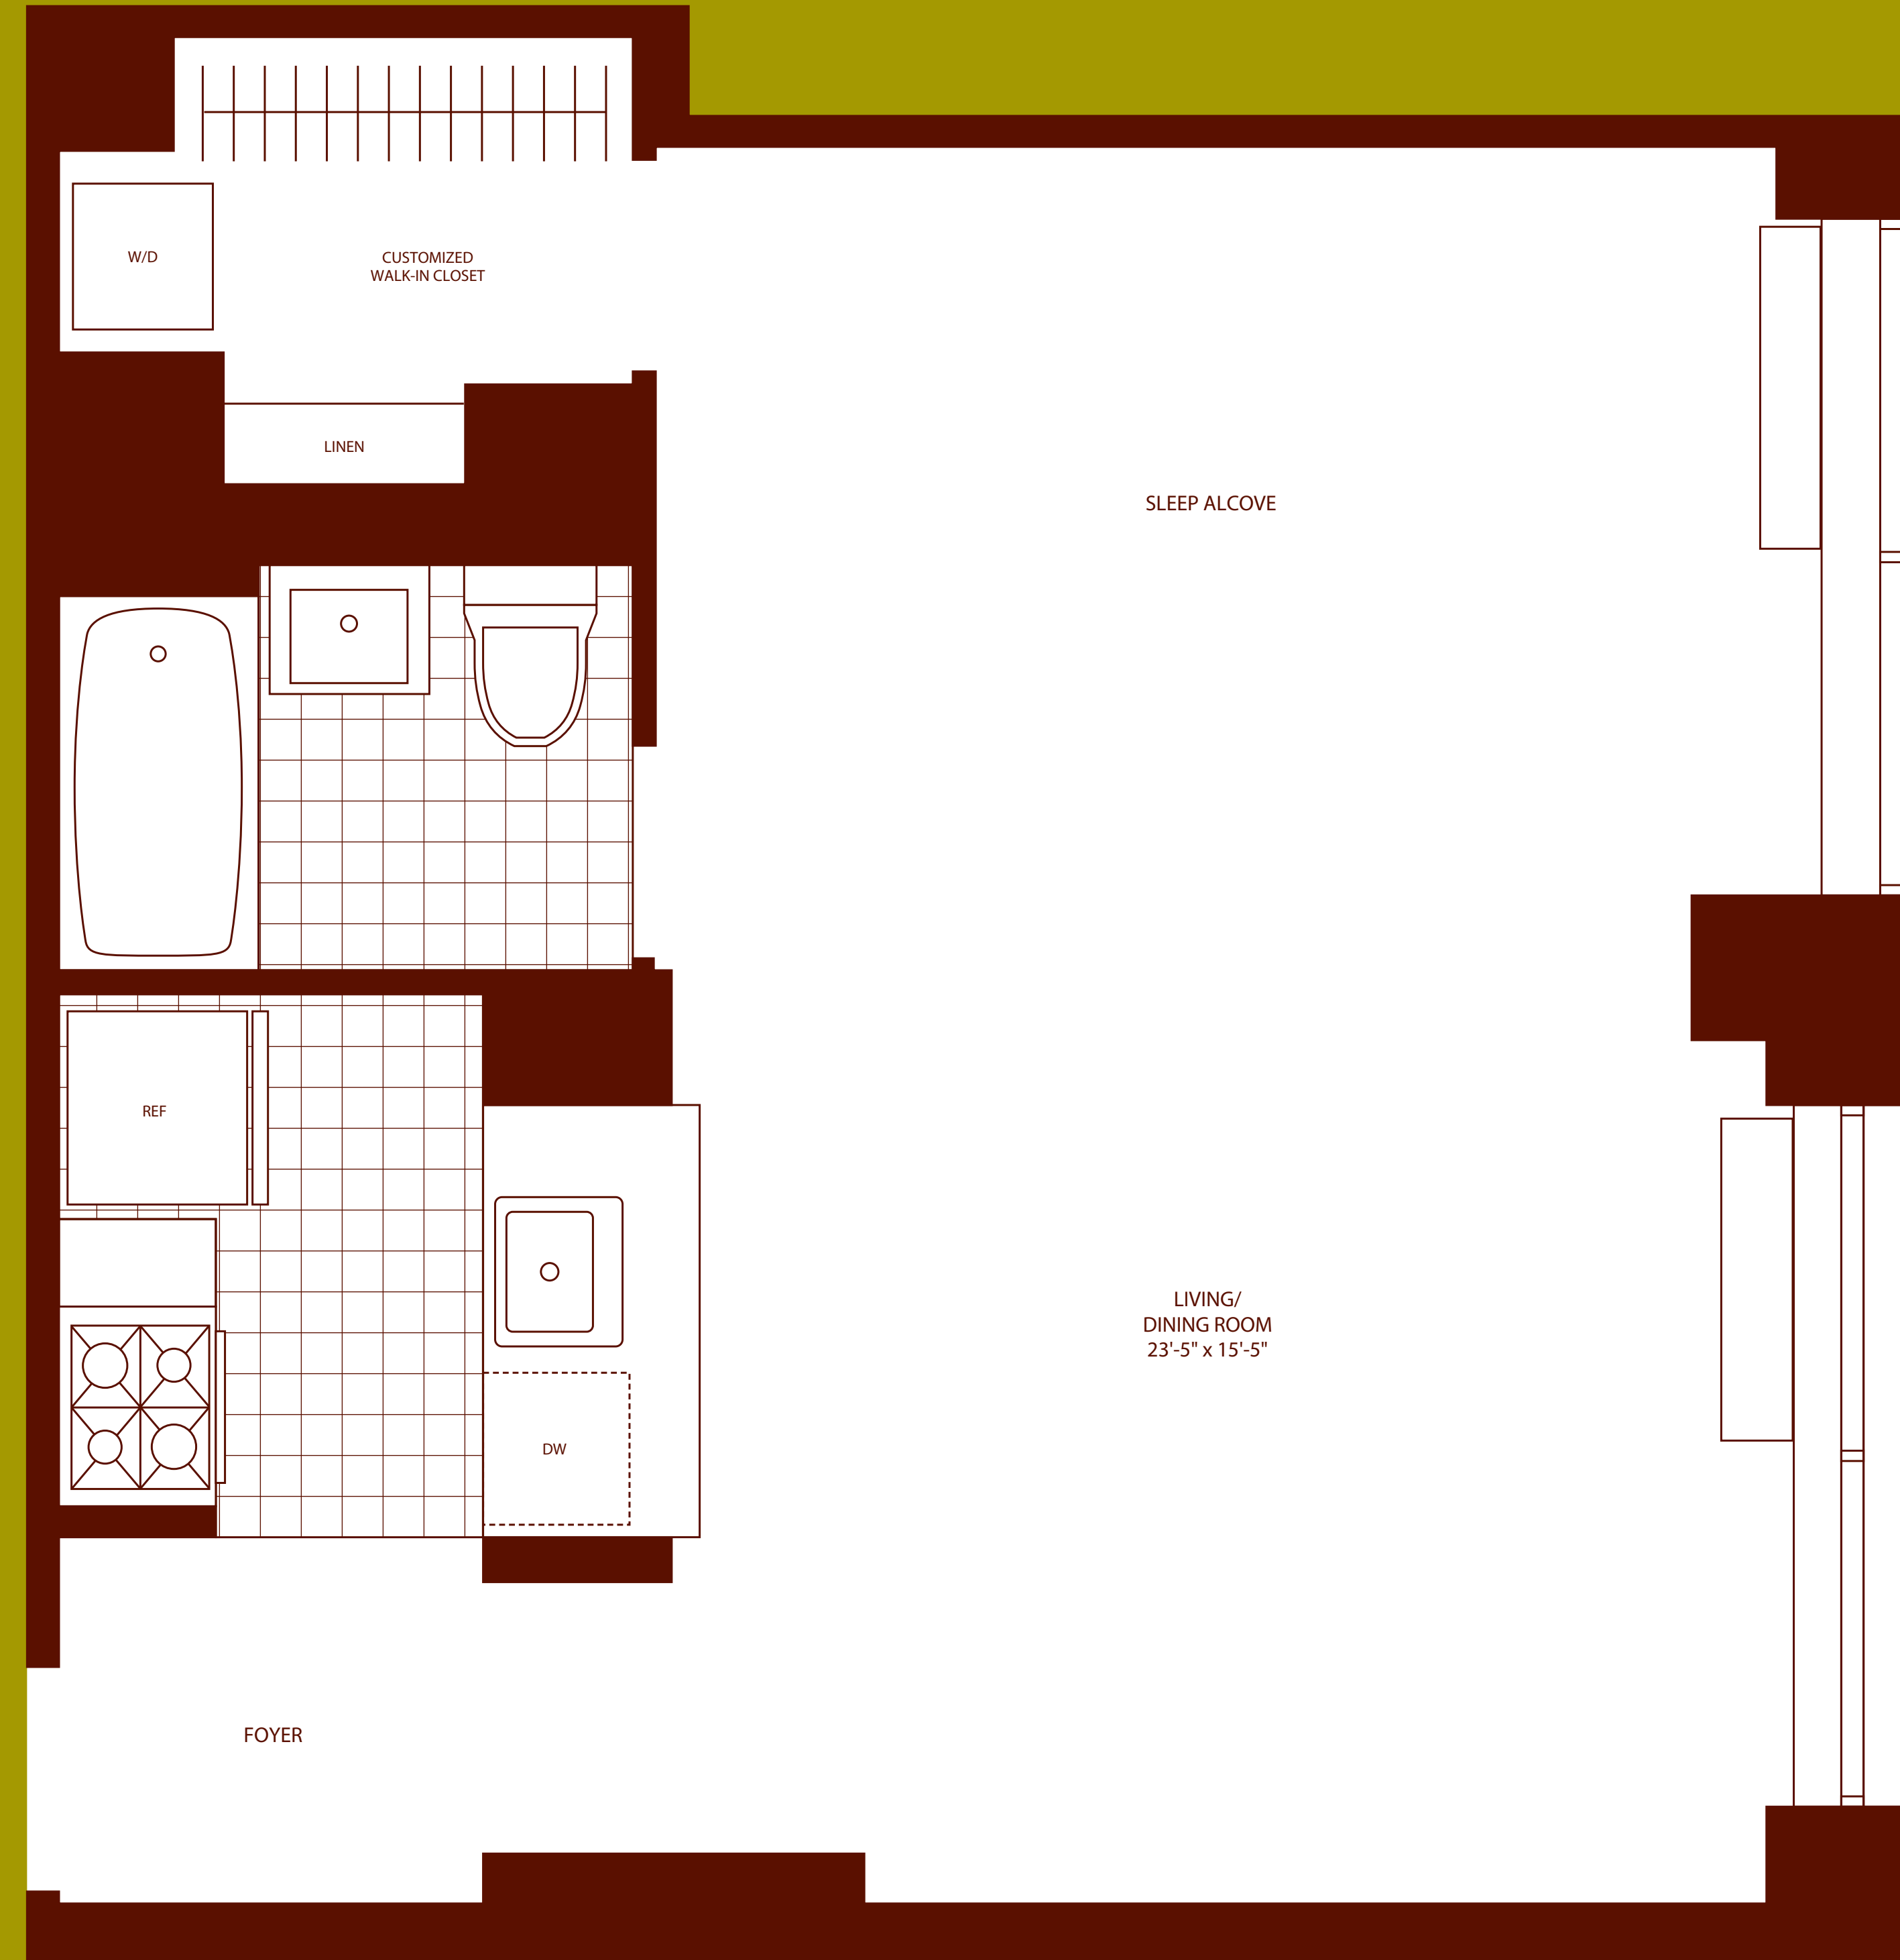 W/D
CUSTOMIZED
WALK-IN CLOSET
LINEN
SLEEP ALCOVE
REF
LIVING/
DINING ROOM
23'-5" x 15'-5"
DW
FOYER